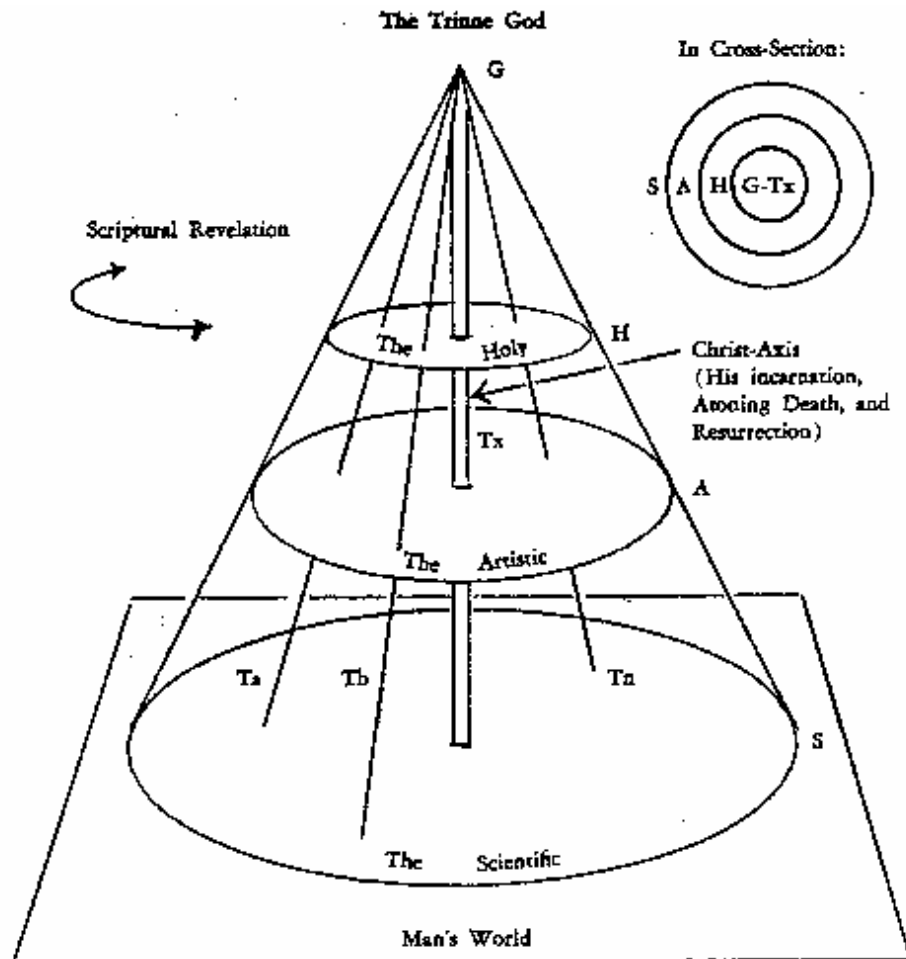 The Triune God
G
In Cross-Section:
S A H G-Tx
Scriptural Revelation
The Holy
H
Christ-Axis
(His incarnation,
Atoning Death, and
Resurrection)
Tx
A
The Artistic
Ta
Tb
Tn
S
The Scientific
Man's World